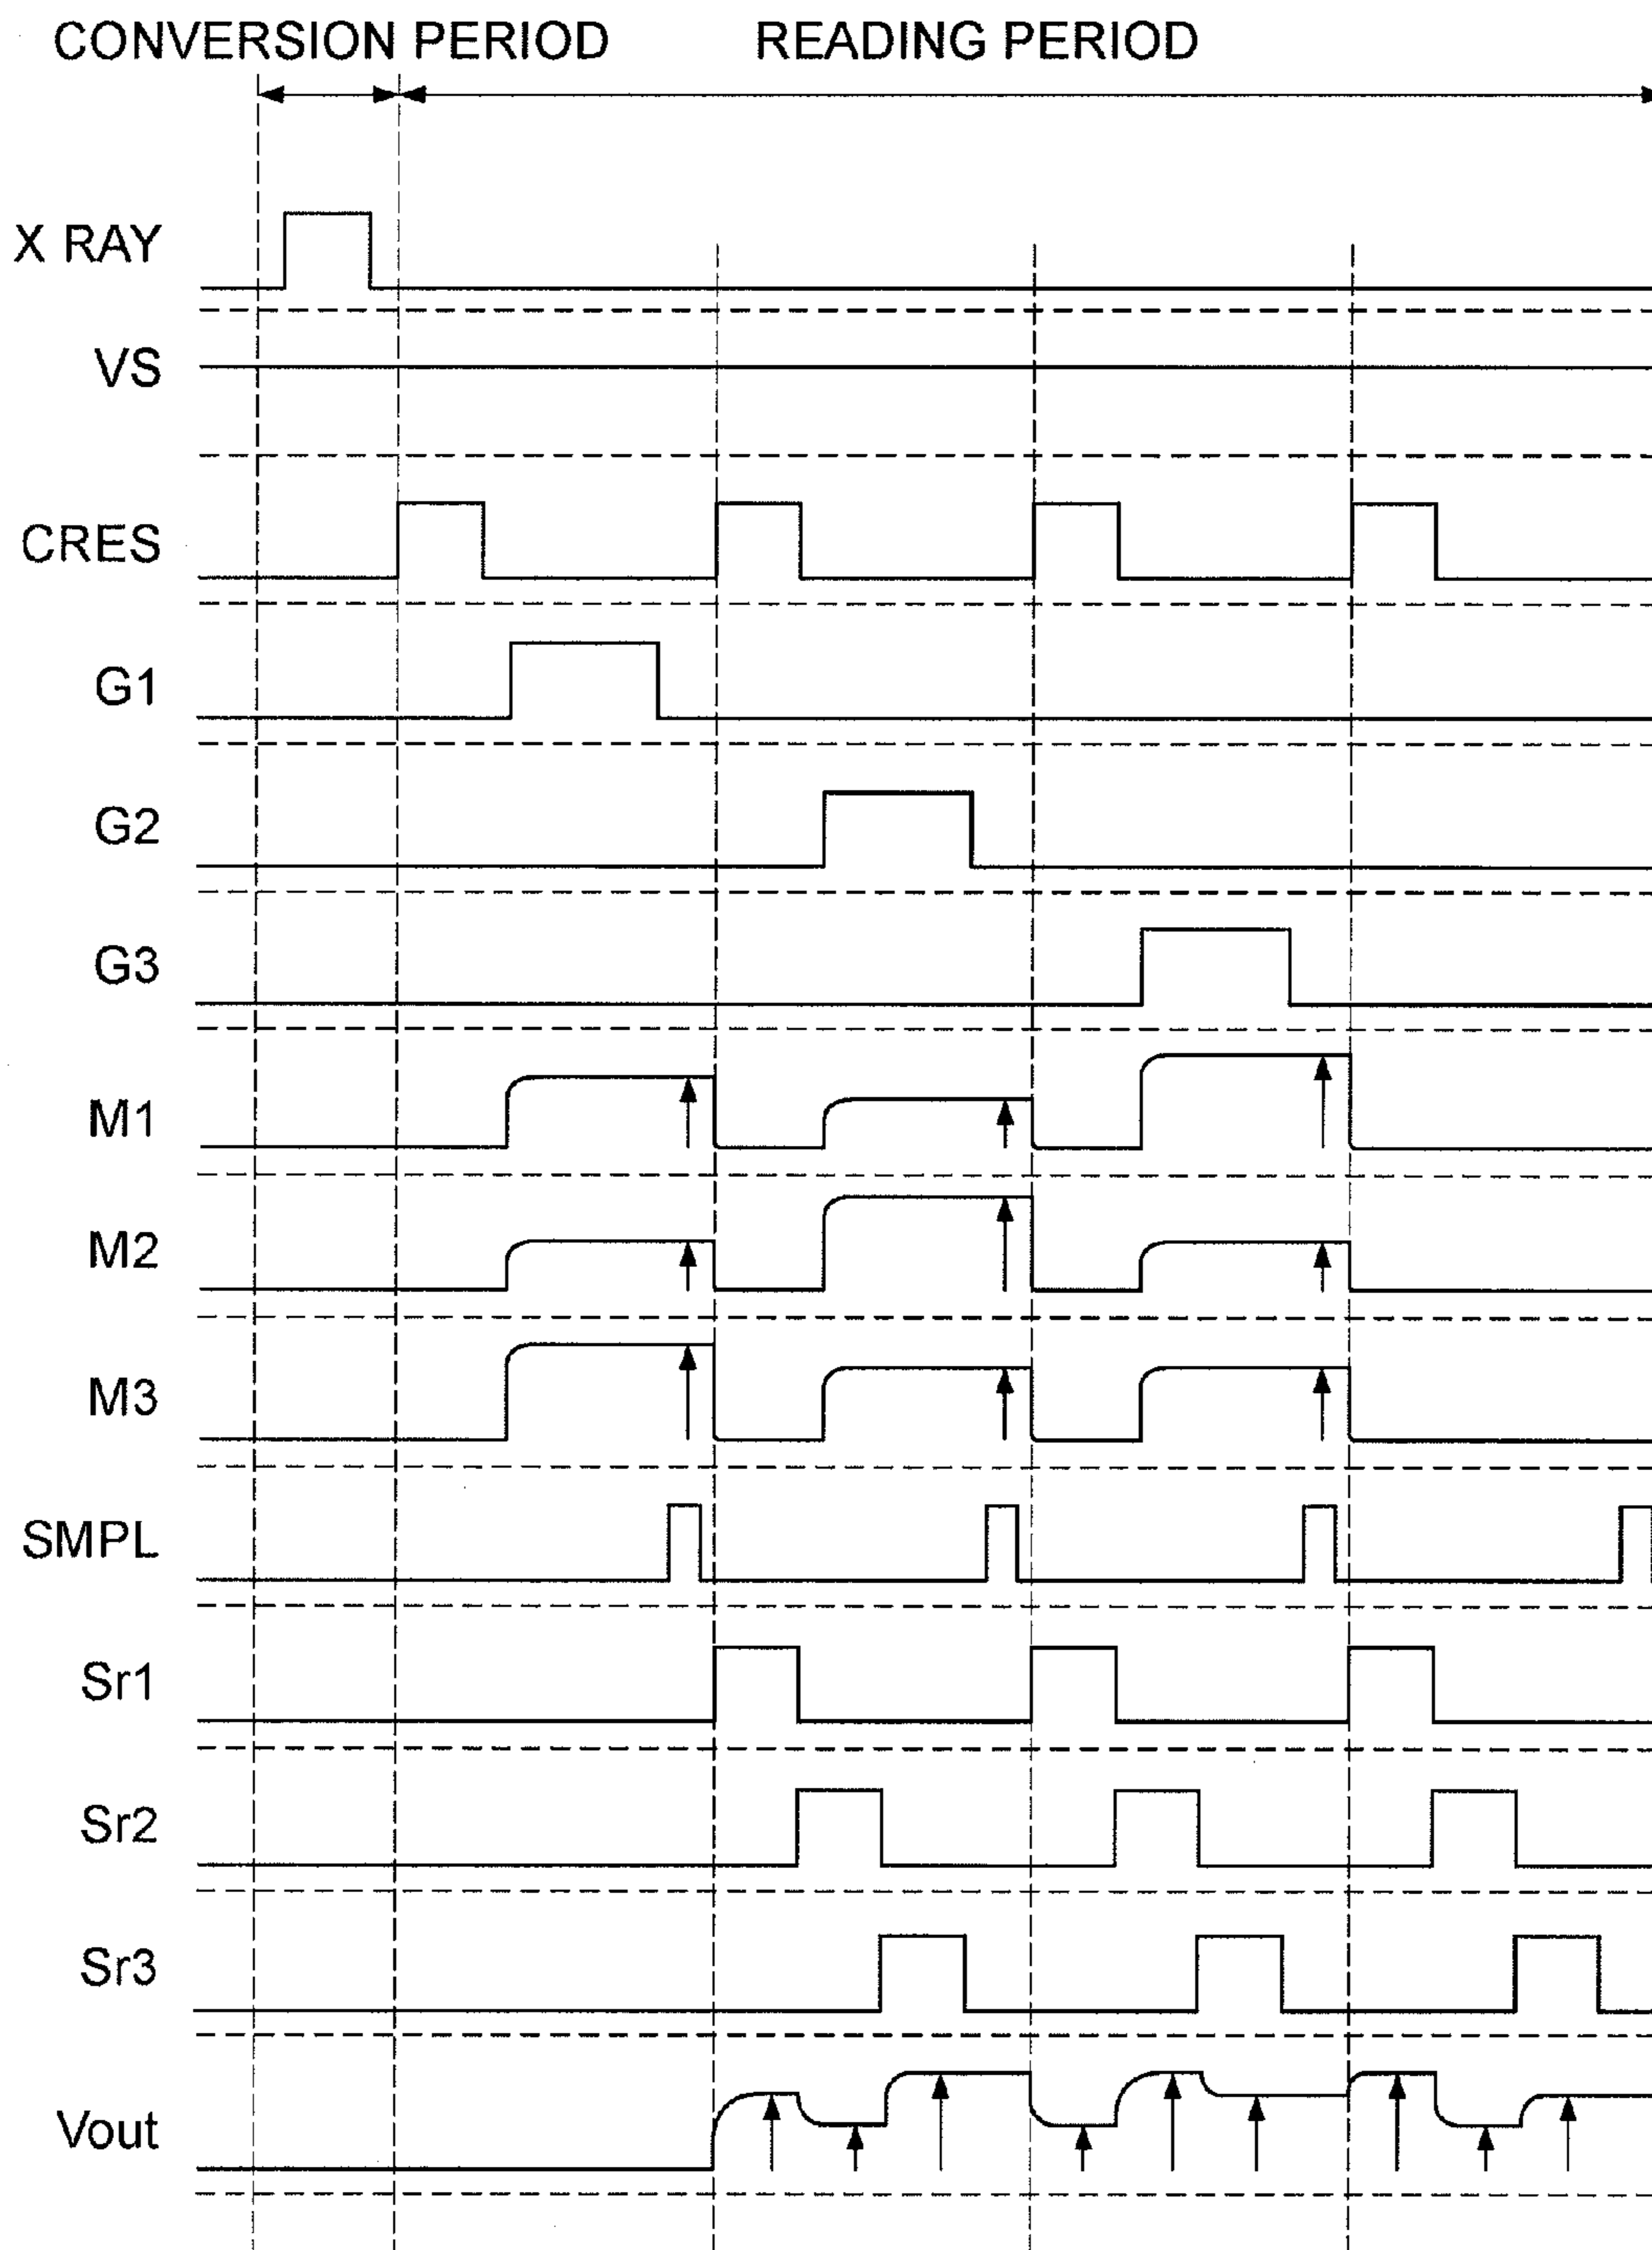 CONVERSION PERIOD READING PERIOD
X RAY
VS
CRES
G1
G2
G3
M1
M2
M3
SMPL
Sr1
Sr2
Sr3
Vout